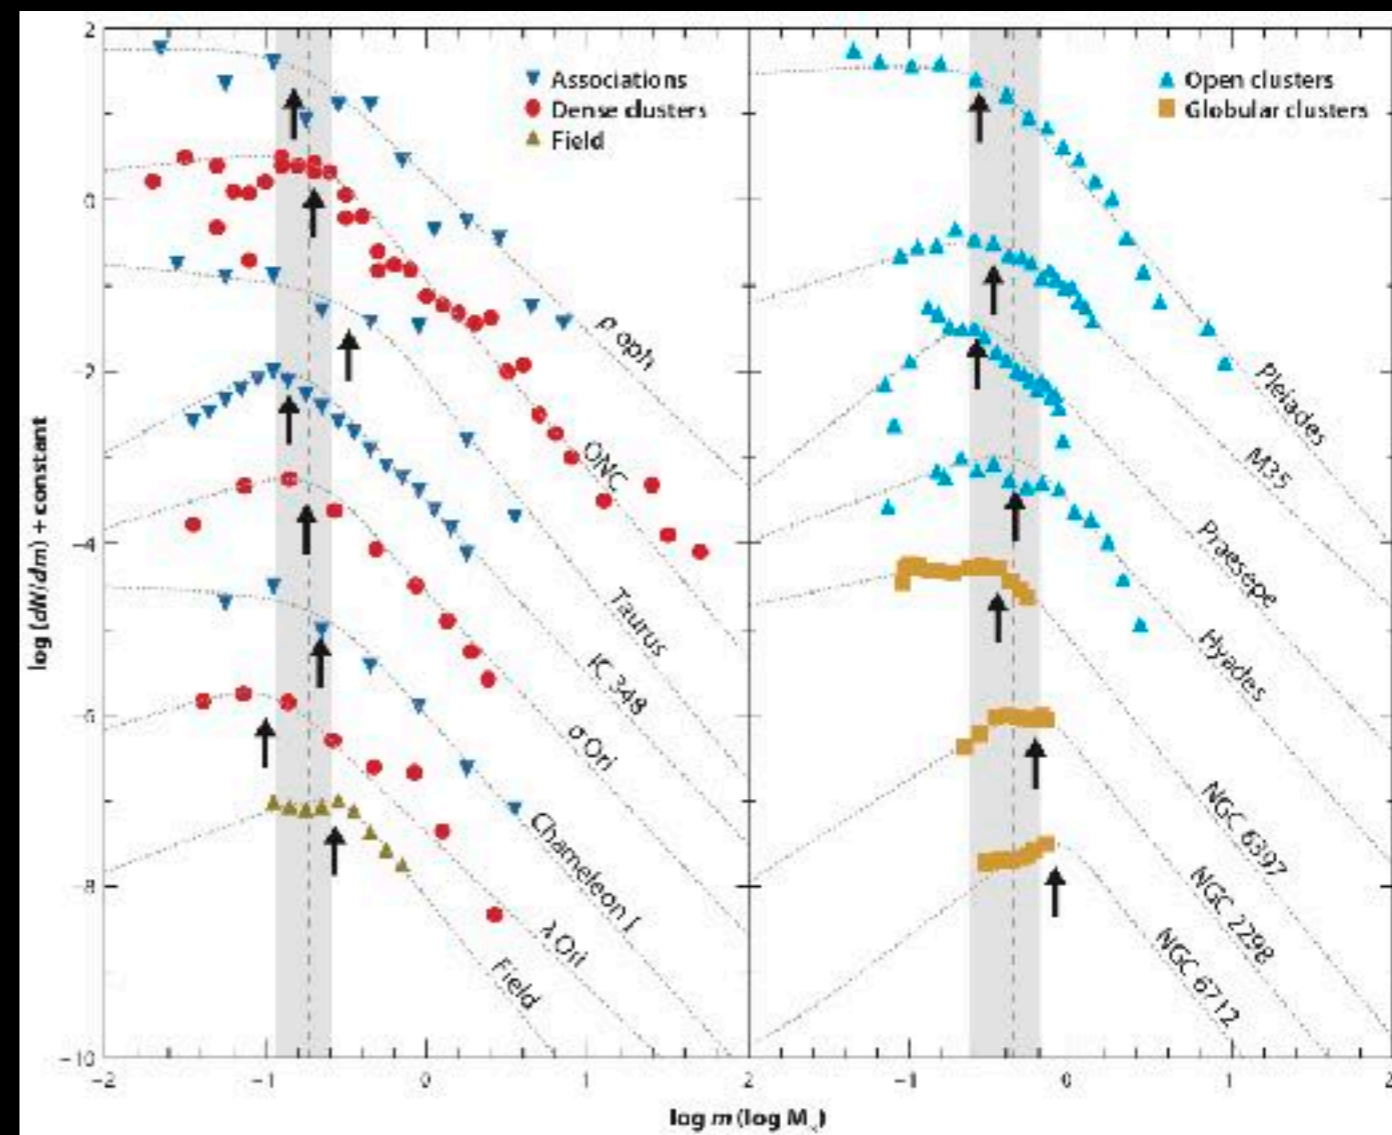 2
0
−2
−4
−6
−8
−10
log (dN/dm) + constant
Associations
Dense clusters
Field
ρ oph
ONC
Taurus
IC 348
σ Ori
Chameleon I
λ Ori
Field
Open clusters
Globular clusters
Pleiades
M35
Praesepe
Hyades
NGC 6397
NGC 2298
NGC 6712
−2 −1 0 1 2 −1 0 1 2
log m (log M☉)